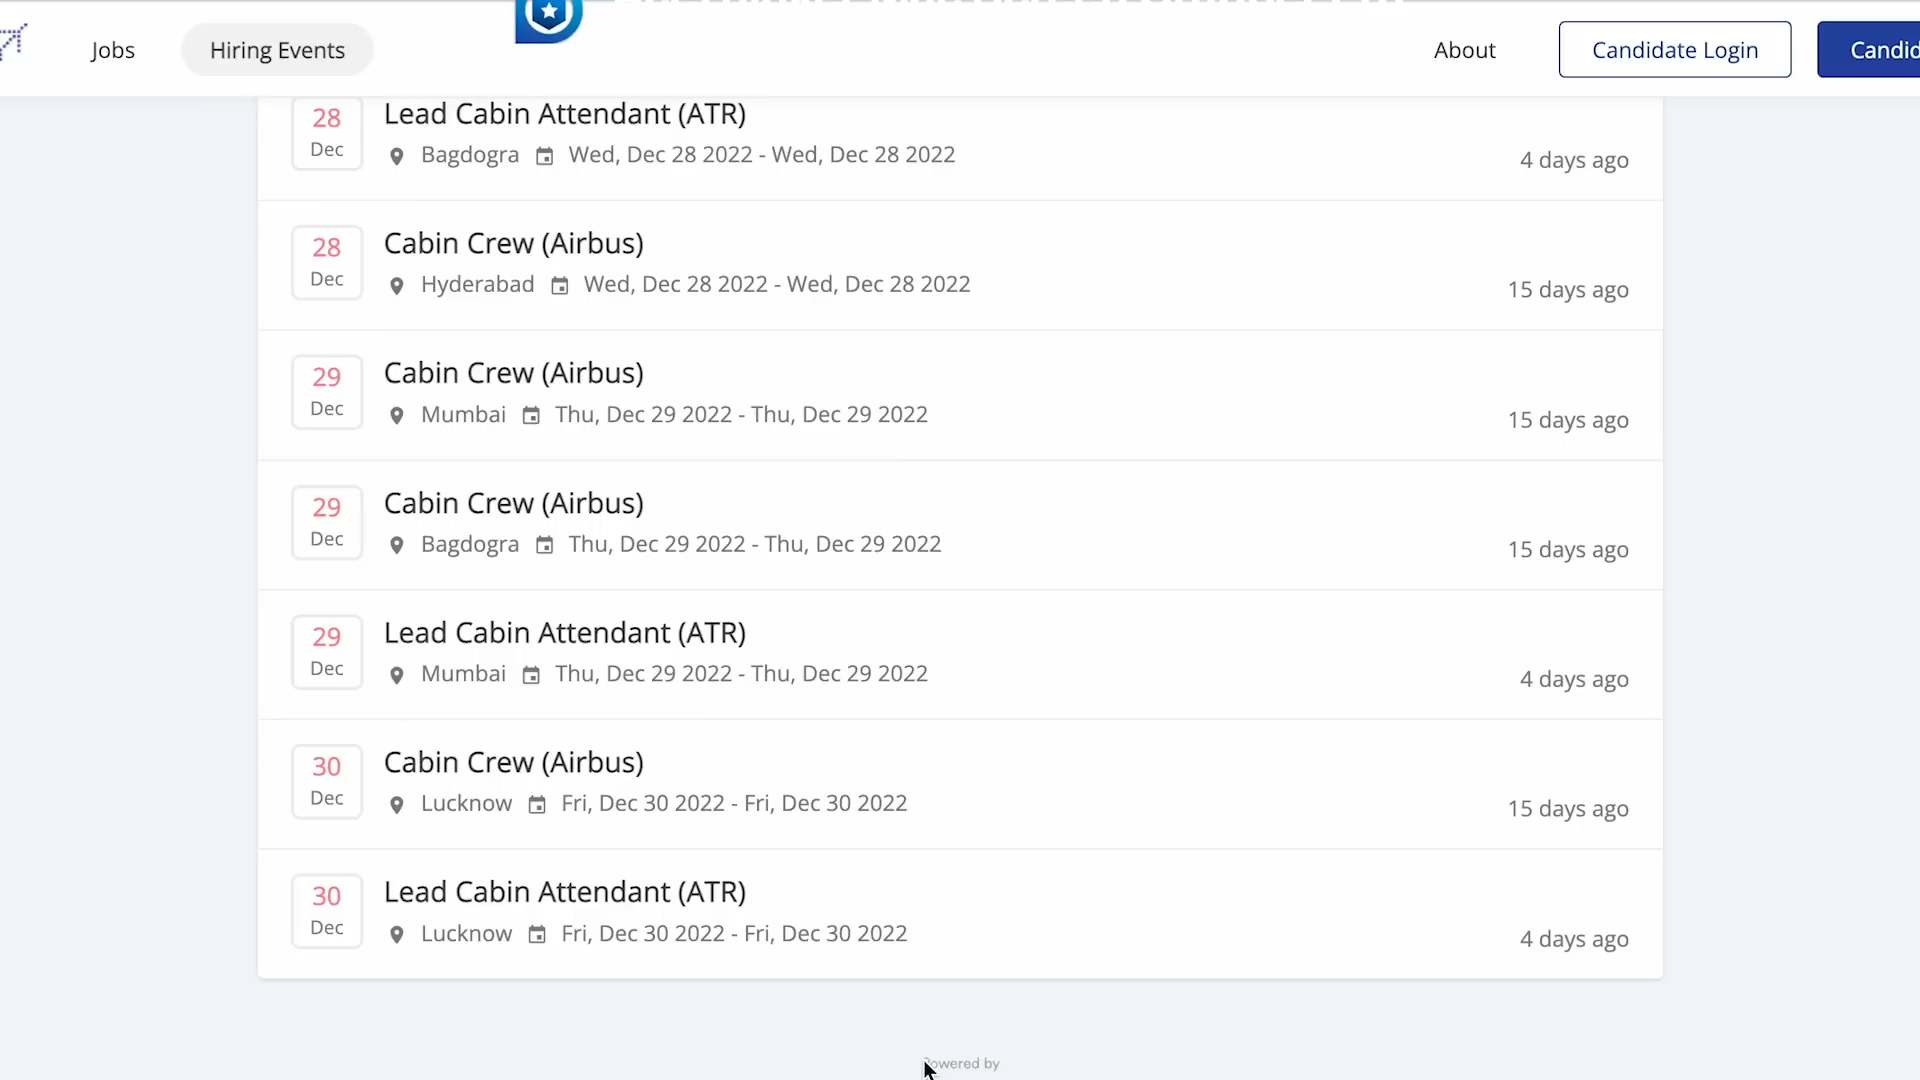 Jobs
Hiring Events
About
Candidate Login
Candid
28
Dec
Lead Cabin Attendant (ATR)
Bagdogra Wed, Dec 28 2022 - Wed, Dec 28 2022
4 days ago
28
Dec
Cabin Crew (Airbus)
Hyderabad Wed, Dec 28 2022 - Wed, Dec 28 2022
15 days ago
29
Dec
Cabin Crew (Airbus)
Mumbai Thu, Dec 29 2022 - Thu, Dec 29 2022
15 days ago
29
Dec
Cabin Crew (Airbus)
Bagdogra Thu, Dec 29 2022 - Thu, Dec 29 2022
15 days ago
29
Dec
Lead Cabin Attendant (ATR)
Mumbai Thu, Dec 29 2022 - Thu, Dec 29 2022
4 days ago
30
Dec
Cabin Crew (Airbus)
Lucknow Fri, Dec 30 2022 - Fri, Dec 30 2022
15 days ago
30
Dec
Lead Cabin Attendant (ATR)
Lucknow Fri, Dec 30 2022 - Fri, Dec 30 2022
4 days ago
Powered by